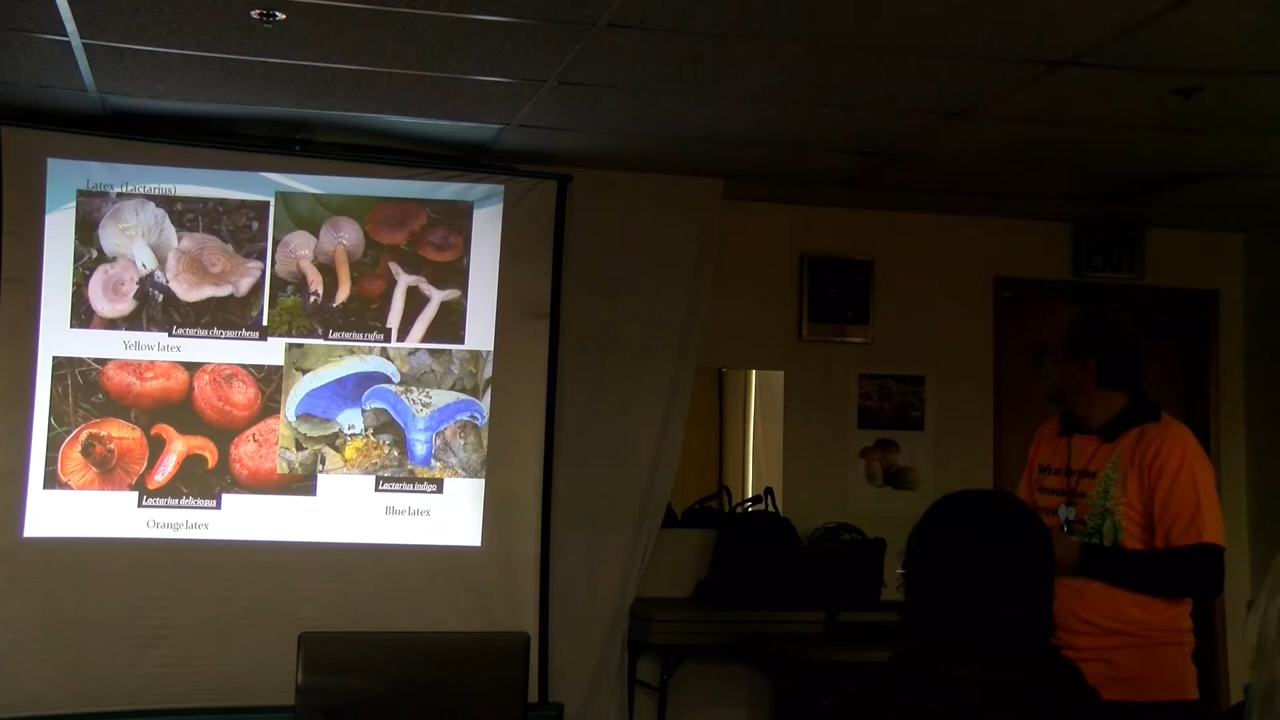 Latex (Lactarius)
Lactarius chrysorrheus
Lactarius rufus
Yellow latex
Lactarius deliciosus
Lactarius indigo
Orange latex
Blue latex